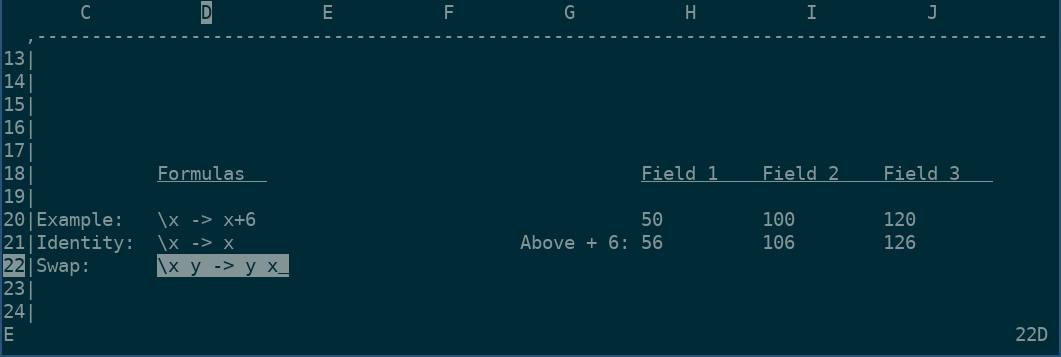 C D E F G H I J
,------------------------------------------------------------------------------------
13|
14|
15|
16|
17|
18| Formulas Field 1 Field 2 Field 3
19|
20|Example: \x -> x+6 50 100 120
21|Identity: \x -> x Above + 6: 56 106 126
22|Swap: \x y -> y x_
23|
24|
E 22D